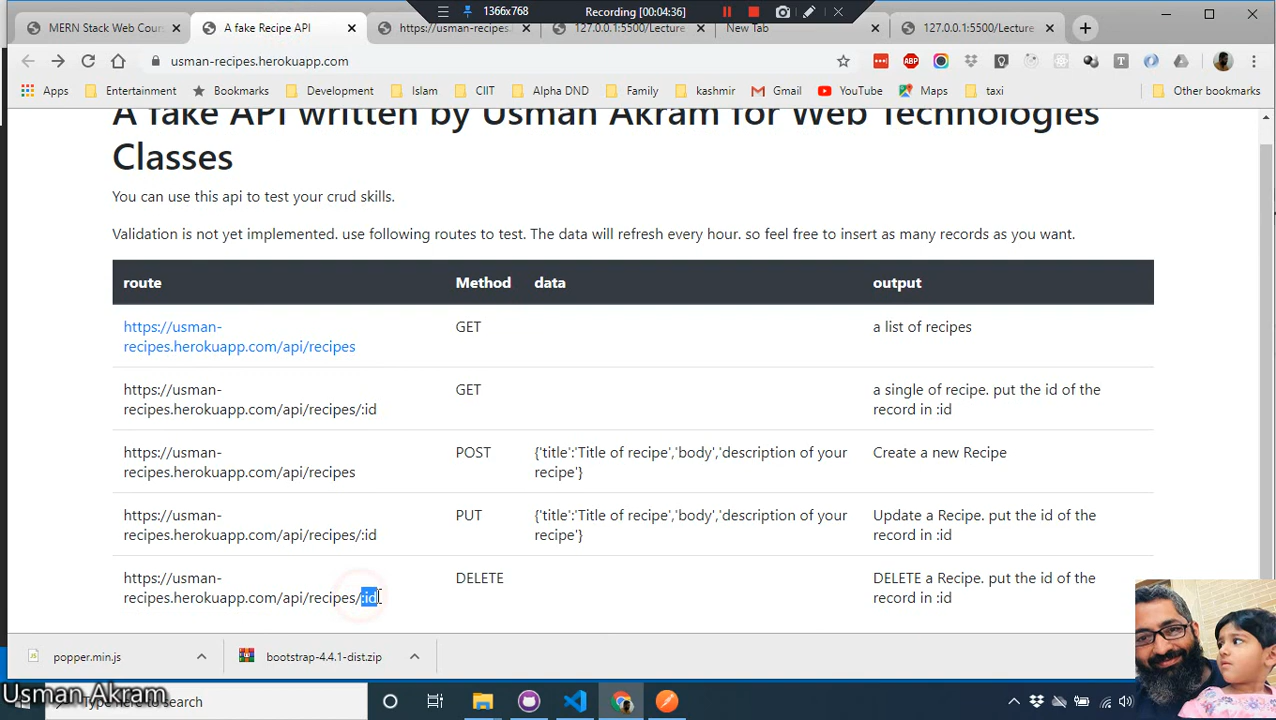 1366x768
Recording [00:04:36]
MERN Stack Web Cour
A fake Recipe API
https://usman-recipes.
127.0.0.1:5500/Lecture
New Tab
127.0.0.1:5500/Lecture
usman-recipes.herokuapp.com
Apps
Entertainment
Bookmarks
Development
Islam
CIIT
Alpha DND
Family
kashmir
Gmail
YouTube
Maps
taxi
Other bookmarks
A fake API written by Usman Akram for Web Technologies
Classes
You can use this api to test your crud skills.
Validation is not yet implemented. use following routes to test. The data will refresh every hour. so feel free to insert as many records as you want.
route Method data output
https://usman-
recipes.herokuapp.com/api/recipes
GET
a list of recipes
https://usman-
recipes.herokuapp.com/api/recipes/:id
GET
a single of recipe. put the id of the
record in :id
https://usman-
recipes.herokuapp.com/api/recipes
POST
{'title':'Title of recipe','body','description of your
recipe'}
Create a new Recipe
https://usman-
recipes.herokuapp.com/api/recipes/:id
PUT
{'title':'Title of recipe','body','description of your
recipe'}
Update a Recipe. put the id of the
record in :id
https://usman-
recipes.herokuapp.com/api/recipes/:id
DELETE
DELETE a Recipe. put the id of the
record in :id
popper.min.js
bootstrap-4.4.1-dist.zip
Usman Akram
here to search